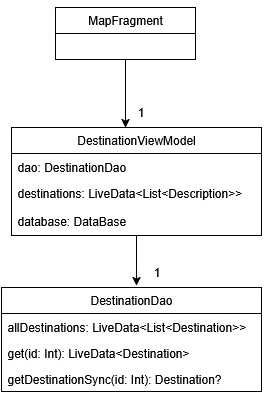 MapFragment
1
DestinationViewModel
dao: DestinationDao
destinations: LiveData<List<Description>>
database: DataBase
1
DestinationDao
allDestinations: LiveData<List<Destination>>
get(id: Int): LiveData<Destination>
getDestinationSync(id: Int): Destination?